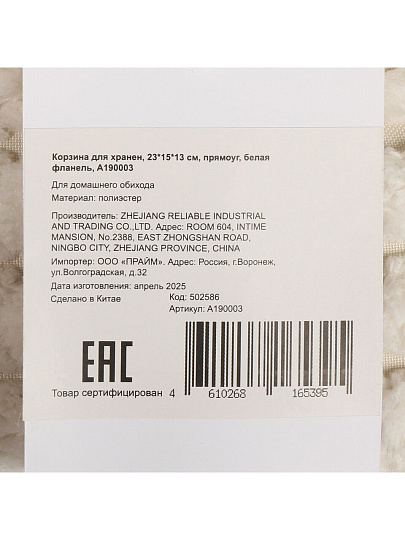 Корзина для хранен, 23*15*13 см, прямоуг, белая
фланель, A190003
Для домашнего обихода
Материал: полиэстер
Производитель: ZHEJIANG RELIABLE INDUSTRIAL
AND TRADING CO.,LTD. Адрес: ROOM 604, INTIME
MANSION, No.2388, EAST ZHONGSHAN ROAD,
NINGBO CITY, ZHEJIANG PROVINCE, CHINA
Импортер: ООО «ПРАЙМ». Адрес: Россия, г.Воронеж,
ул.Волгоградская, д.32
Дата изготовления: апрель 2025
Сделано в Китае
Код: 502586
Артикул: A190003
EAC
Товар сертифицирован
4 610268 165395